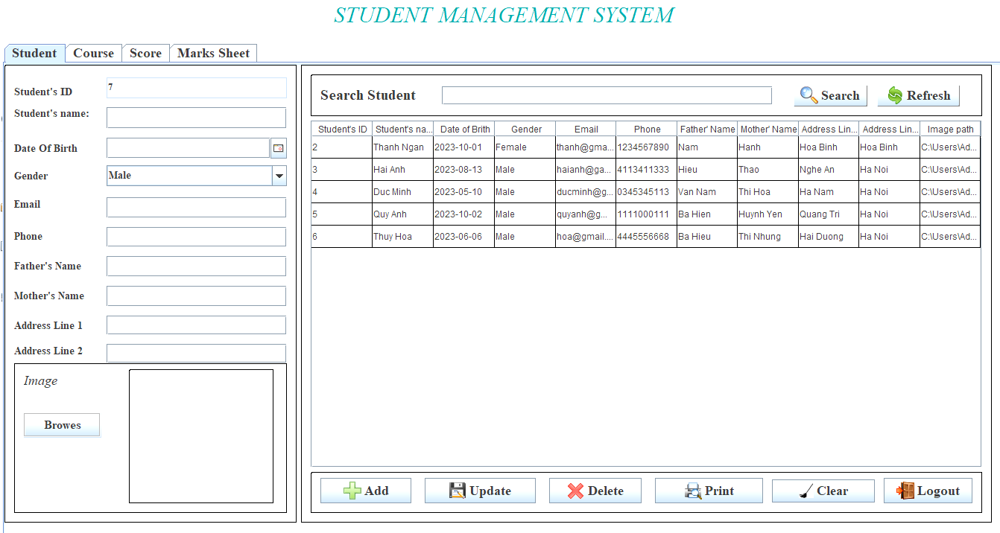 STUDENT MANAGEMENT SYSTEM
Student Course Score Marks Sheet
Student's ID 7
Student's name:
Date Of Birth
Gender Male
Email
Phone
Father's Name
Mother's Name
Address Line 1
Address Line 2
Image
Browes
Search Student Search Refresh
Student's ID Student's na... Date of Birth Gender Email Phone Father' Name Mother' Name Address Lin... Address Lin... Image path
2 Thanh Ngan 2023-10-01 Female thanh@gma... 1234567890 Nam Hanh Hoa Binh Hoa Binh C:\Users\Ad...
3 Hai Anh 2023-08-13 Male haianh@ga... 4113411333 Hieu Thao Nghe An Ha Noi C:\Users\Ad...
4 Duc Minh 2023-05-10 Male ducminh@g... 0345345113 Van Nam Thi Hoa Ha Nam Ha Noi C:\Users\Ad...
5 Quy Anh 2023-10-02 Male quyanh@g... 1111000111 Ba Hien Huynh Yen Quang Tri Ha Noi C:\Users\Ad...
6 Thuy Hoa 2023-06-06 Male hoa@gmail.... 4445556668 Ba Hieu Thi Nhung Hai Duong Ha Noi C:\Users\Ad...
Add Update Delete Print Clear Logout